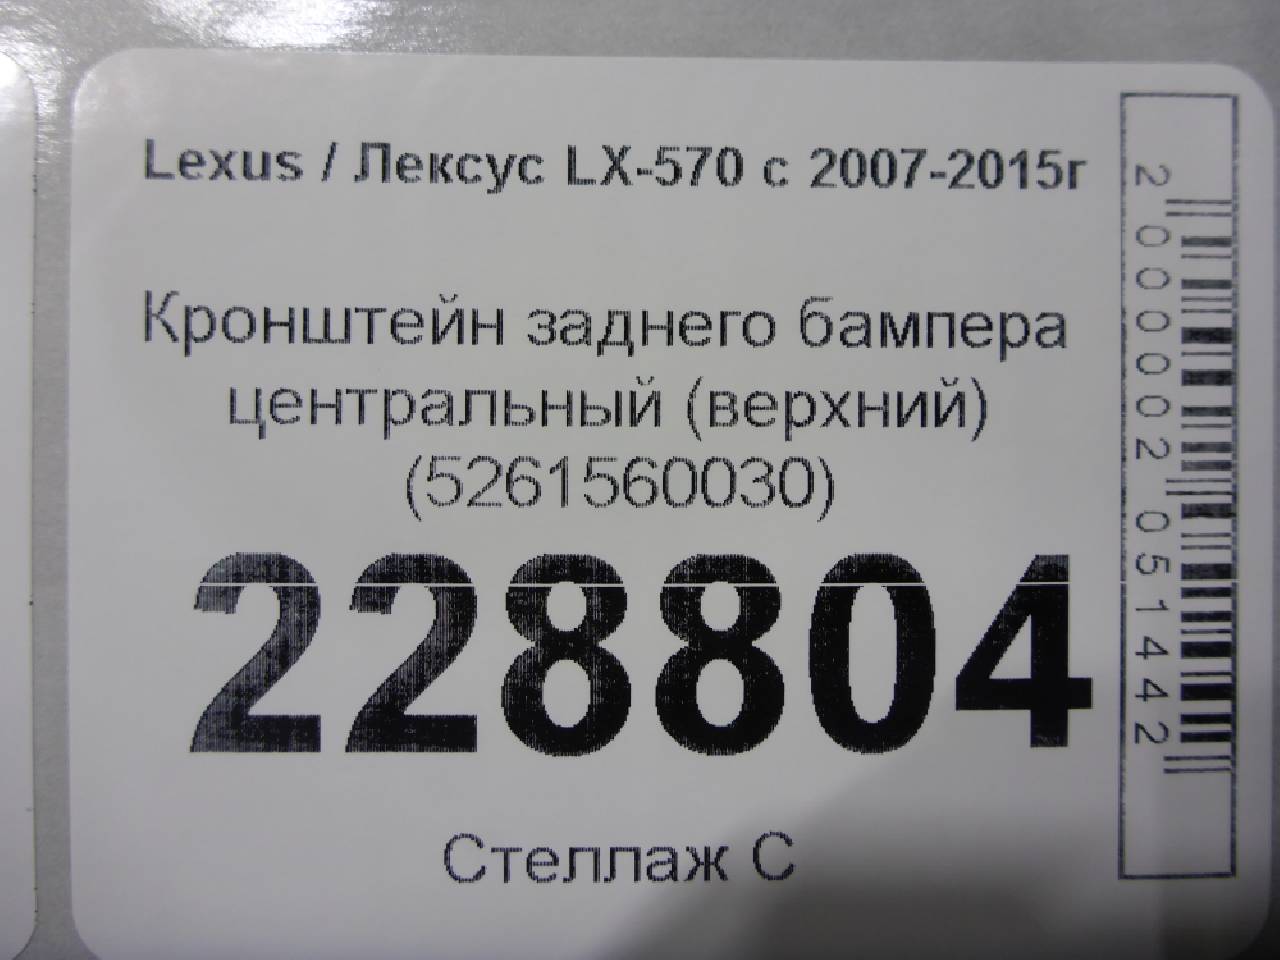 Lexus / Лексус LX-570 с 2007-2015г
Кронштейн заднего бампера
центральный (верхний)
(5261560030)
228804
Стеллаж С
2000002051442